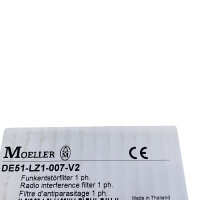 MOELLER CE
DE51-LZ1-007-V2
Funkentstörfilter 1 ph.
Radio interference filter 1 ph.
Filtre d'antiparasitage 1 ph.
Made in Thailand